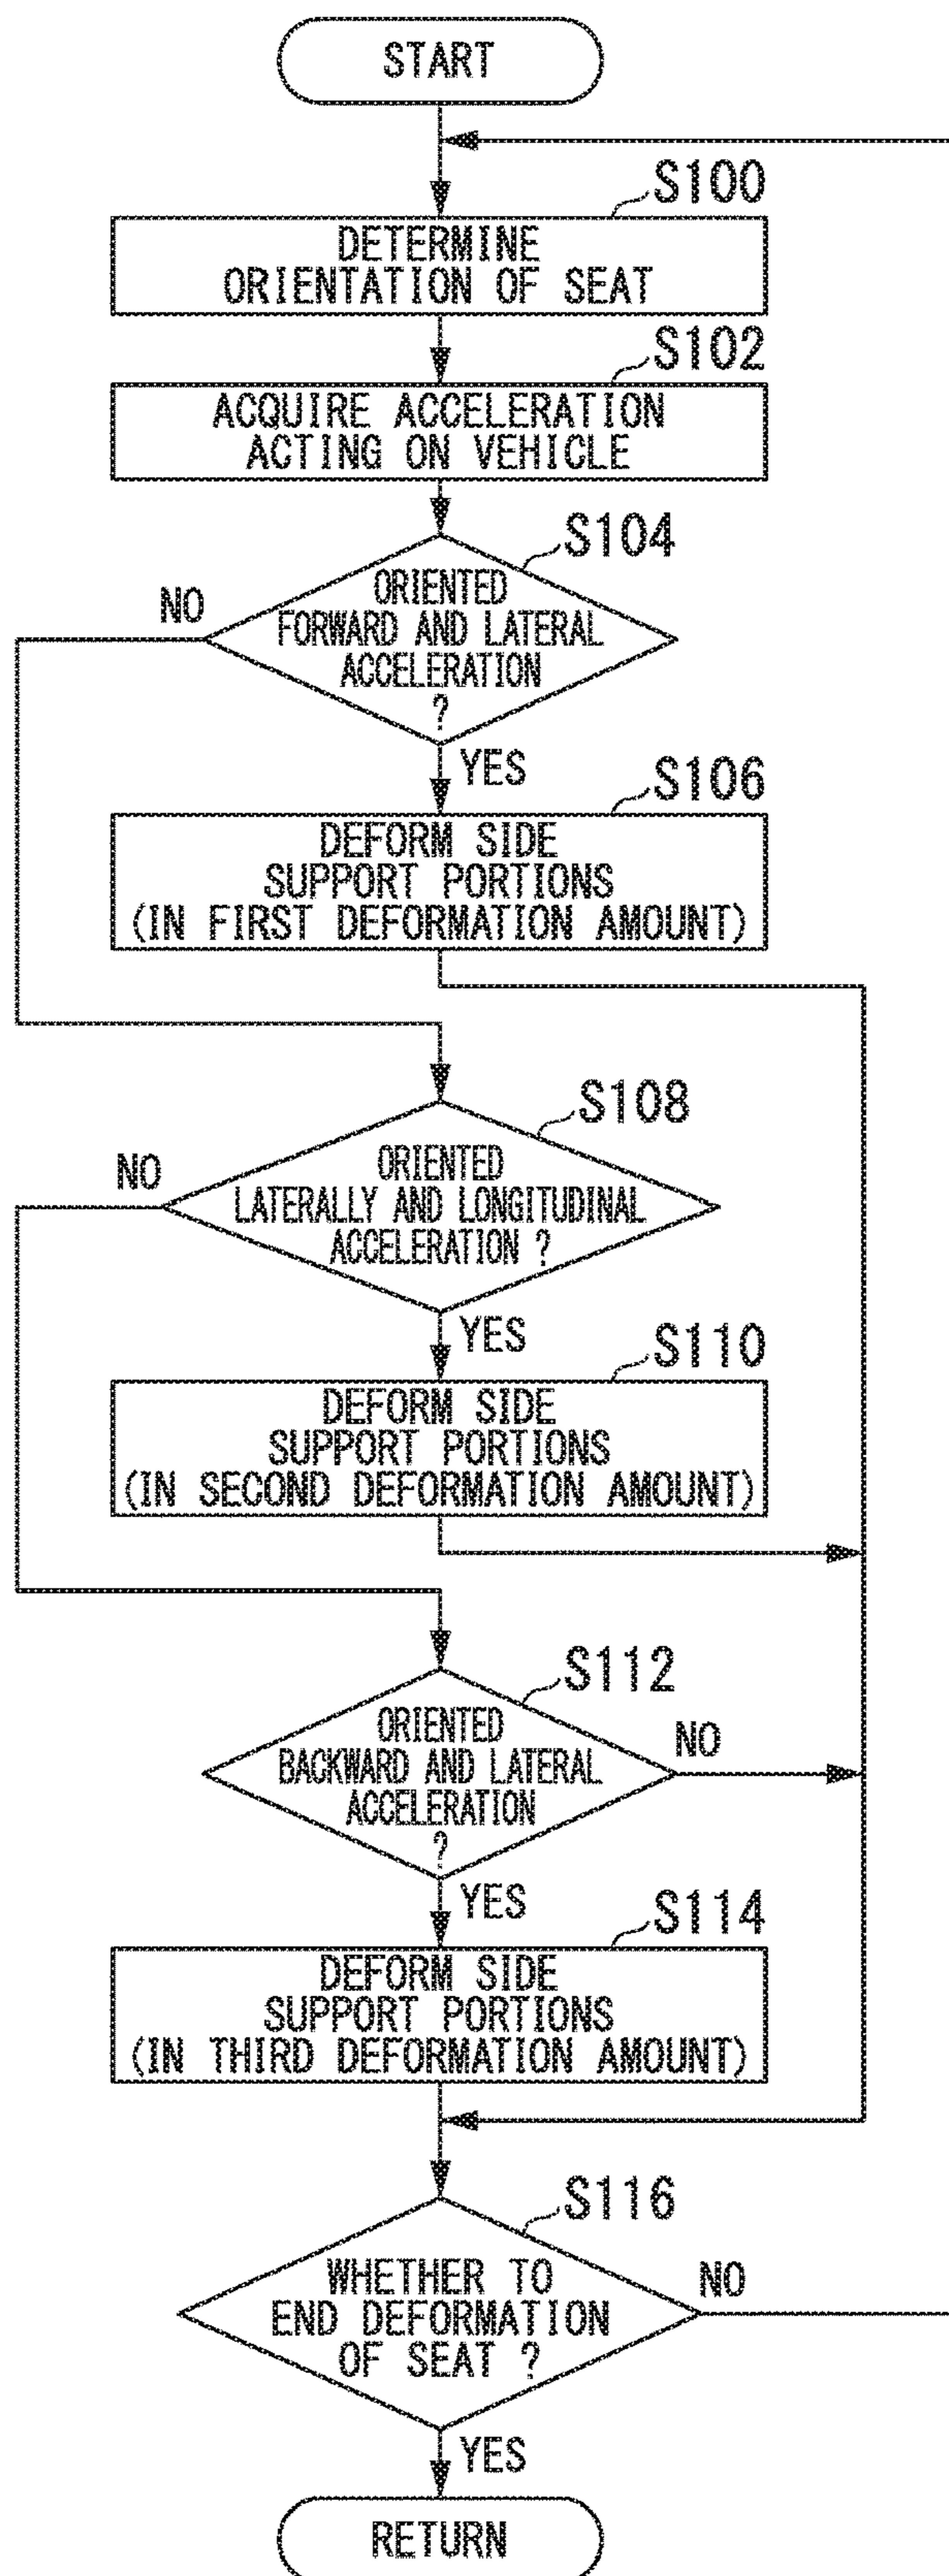 START
S100
DETERMINE
ORIENTATION OF SEAT
S102
ACQUIRE ACCELERATION
ACTING ON VEHICLE
S104
NO
ORIENTED
FORWARD AND LATERAL
ACCELERATION
?
YES
S106
DEFORM SIDE
SUPPORT PORTIONS
(IN FIRST DEFORMATION AMOUNT)
S108
NO
ORIENTED
LATERALLY AND LONGITUDINAL
ACCELERATION ?
YES
S110
DEFORM SIDE
SUPPORT PORTIONS
(IN SECOND DEFORMATION AMOUNT)
S112
ORIENTED
BACKWARD AND LATERAL
ACCELERATION
?
NO
YES
S114
DEFORM SIDE
SUPPORT PORTIONS
(IN THIRD DEFORMATION AMOUNT)
S116
WHETHER TO
END DEFORMATION
OF SEAT ?
NO
YES
RETURN